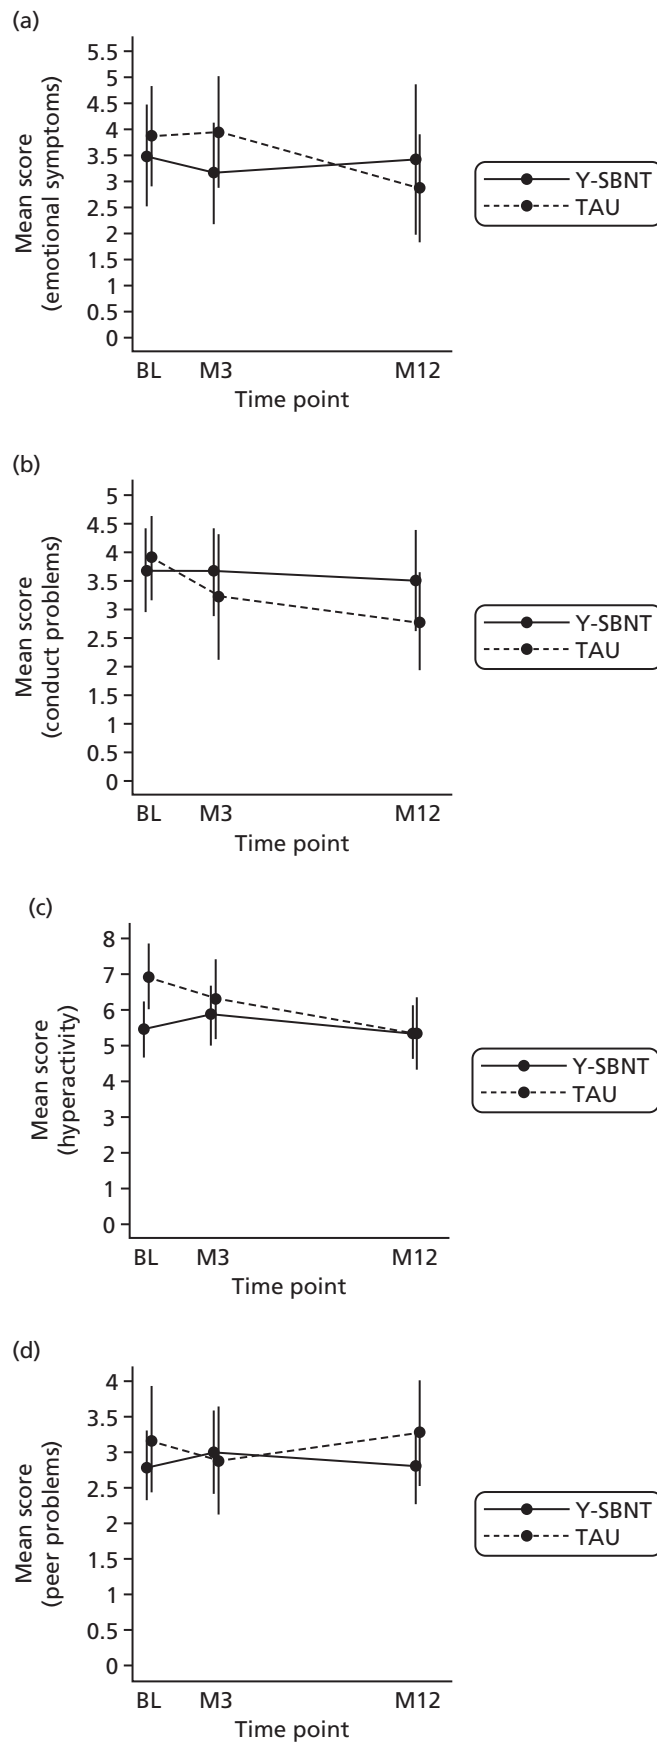 (a)
Mean score
(emotional symptoms)
5.5
5
4.5
4
3.5
3
2.5
2
1.5
1
0.5
0
BL M3 M12
Time point
Y-SBNT
TAU
(b)
Mean score
(conduct problems)
5
4.5
4
3.5
3
2.5
2
1.5
1
0.5
0
BL M3 M12
Time point
Y-SBNT
TAU
(c)
Mean score
(hyperactivity)
8
7
6
5
4
3
2
1
0
BL M3 M12
Time point
Y-SBNT
TAU
(d)
Mean score
(peer problems)
4
3.5
3
2.5
2
1.5
1
0.5
0
BL M3 M12
Time point
Y-SBNT
TAU